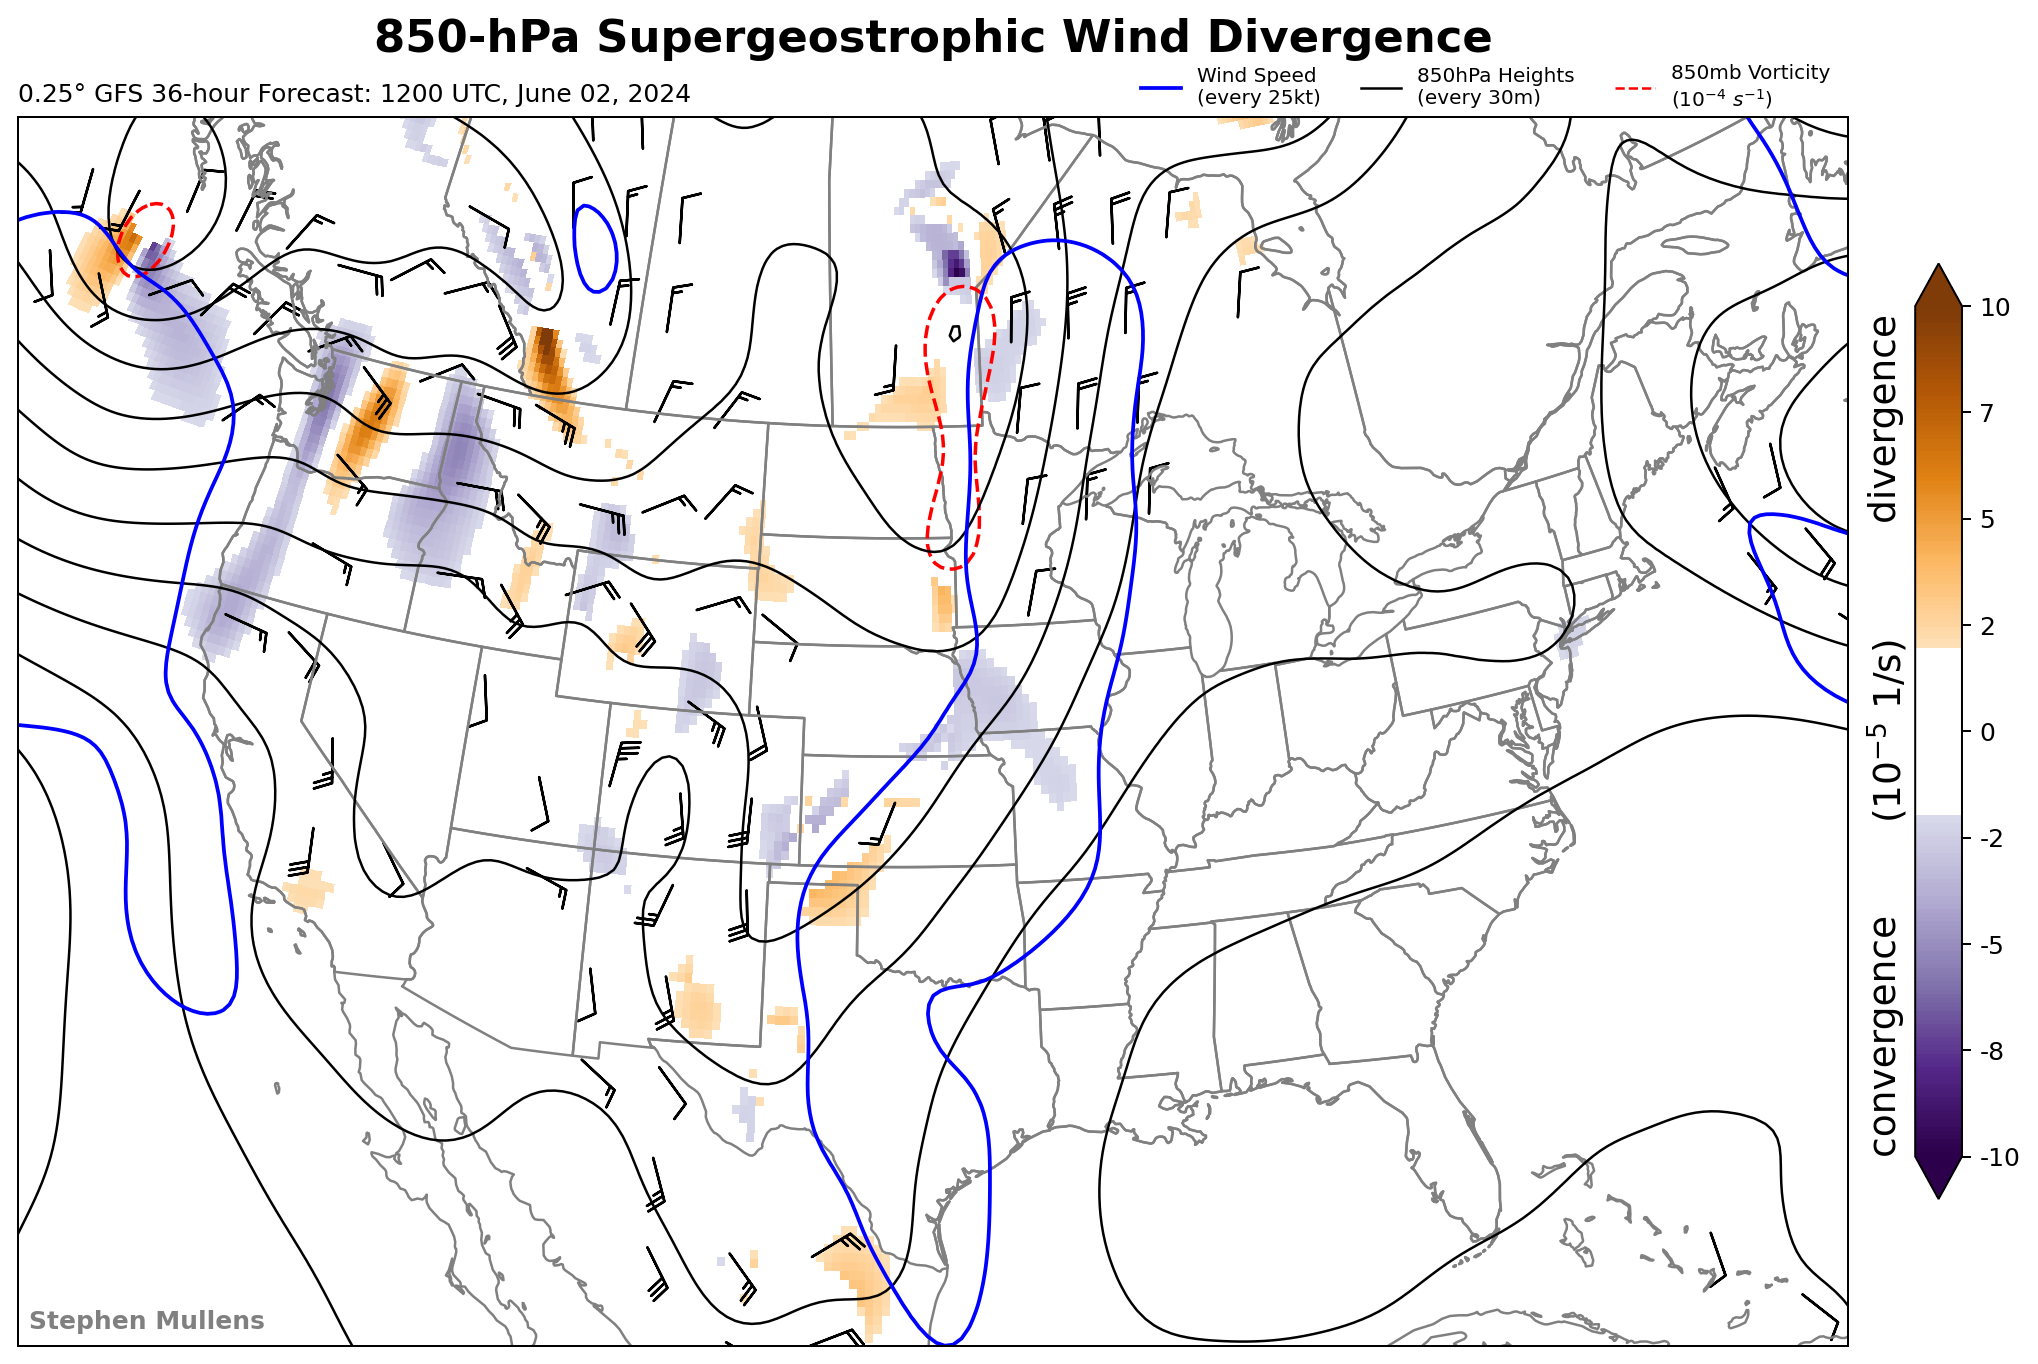 850-hPa Supergeostrophic Wind Divergence
0.25° GFS 36-hour Forecast: 1200 UTC, June 02, 2024
Wind Speed
(every 25kt)
850hPa Heights
(every 30m)
850mb Vorticity
(10⁻⁴ s⁻¹)
10
7
5
2
0
-2
-5
-8
-10
convergence (10⁻⁵ 1/s) divergence
Stephen Mullens